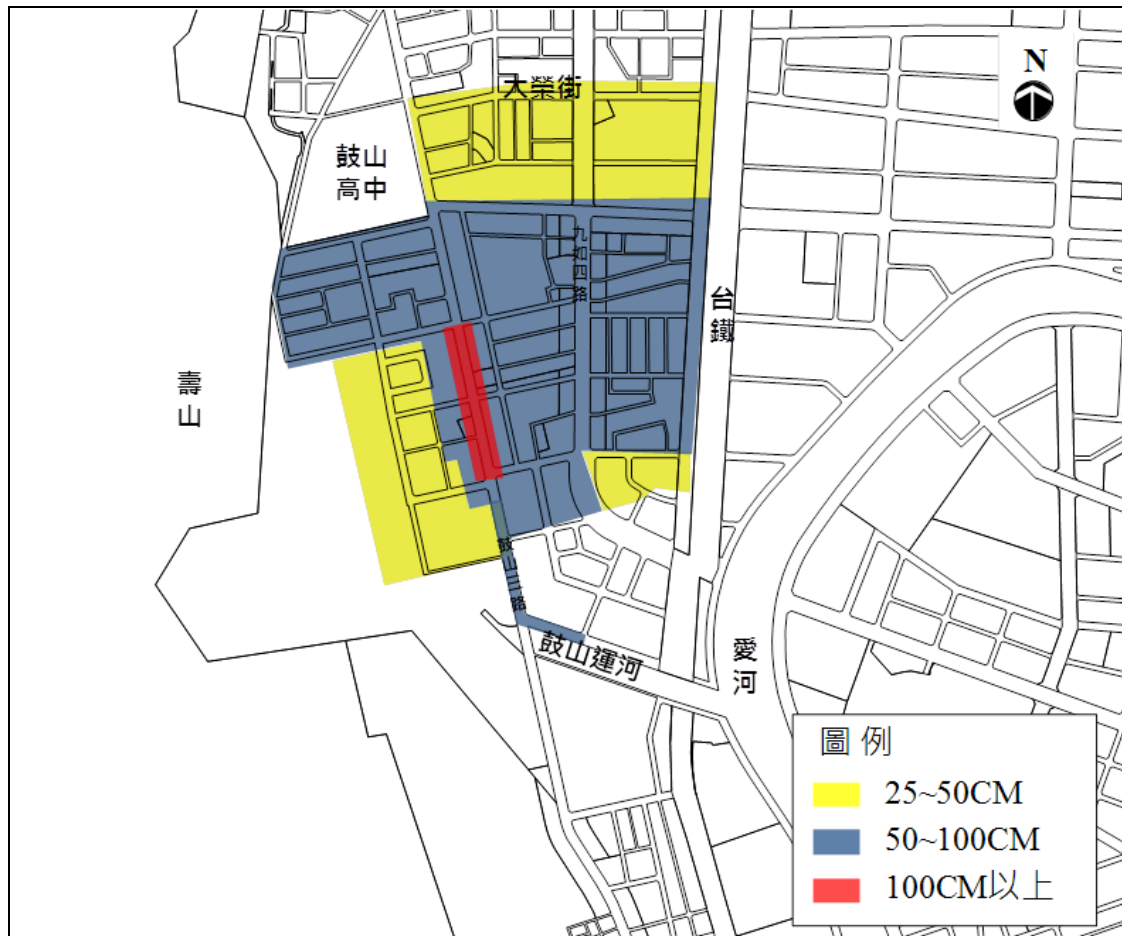 N
大榮街
鼓山
高中
九如四路
台鐵
壽山
鼓山三路
鼓山運河
愛河
圖例
25~50CM
50~100CM
100CM以上